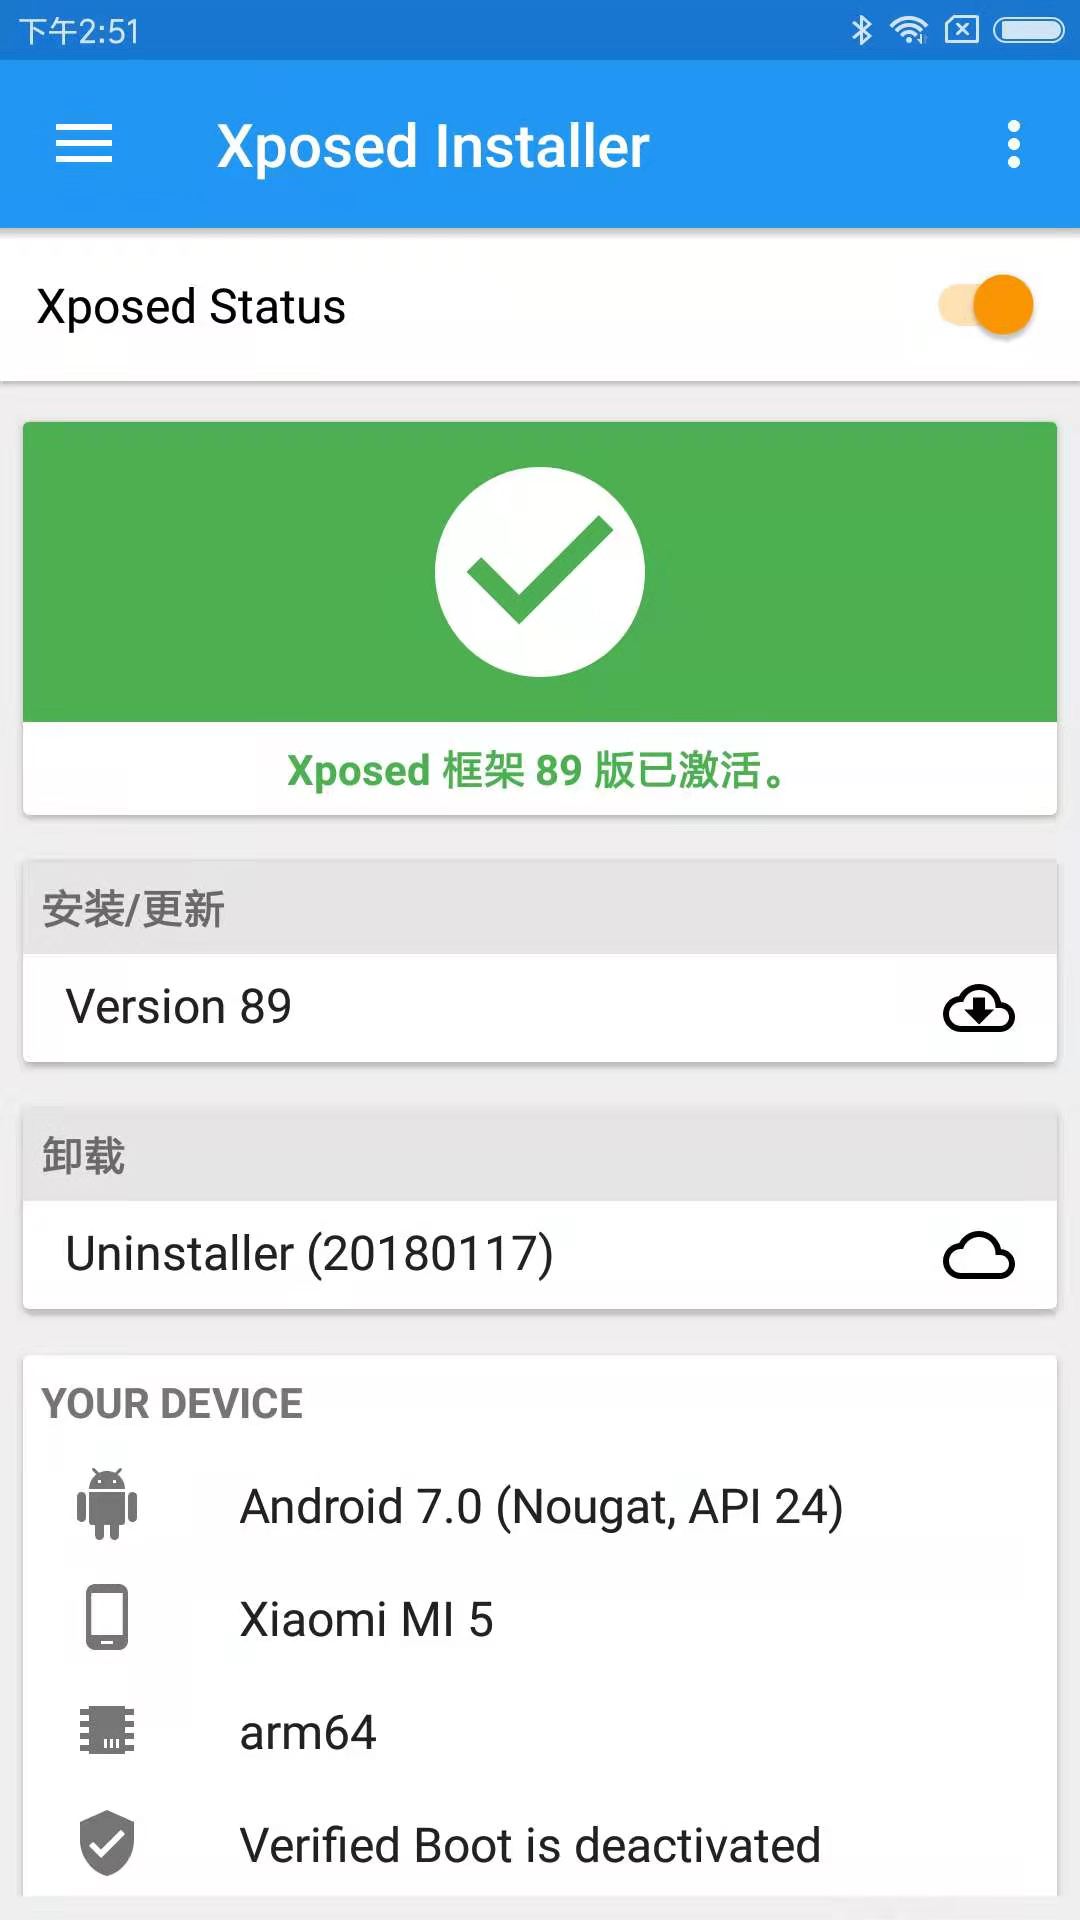 下午2:51
Xposed Installer
Xposed Status
Xposed 框架 89 版已激活。
安装/更新
Version 89
卸载
Uninstaller (20180117)
YOUR DEVICE
Android 7.0 (Nougat, API 24)
Xiaomi MI 5
arm64
Verified Boot is deactivated